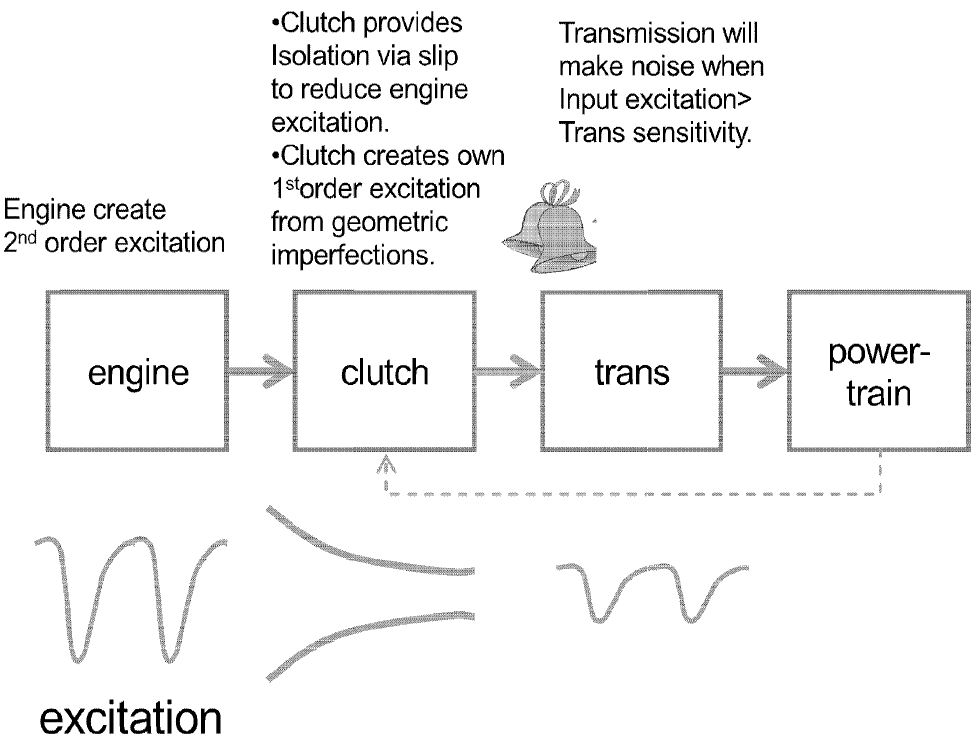 •Clutch provides
Isolation via slip
to reduce engine
excitation.
•Clutch creates own
1storder excitation
from geometric
imperfections.
Transmission will
make noise when
Input excitation>
Trans sensitivity.
Engine create
2nd order excitation
engine
clutch
trans
power-
train
excitation